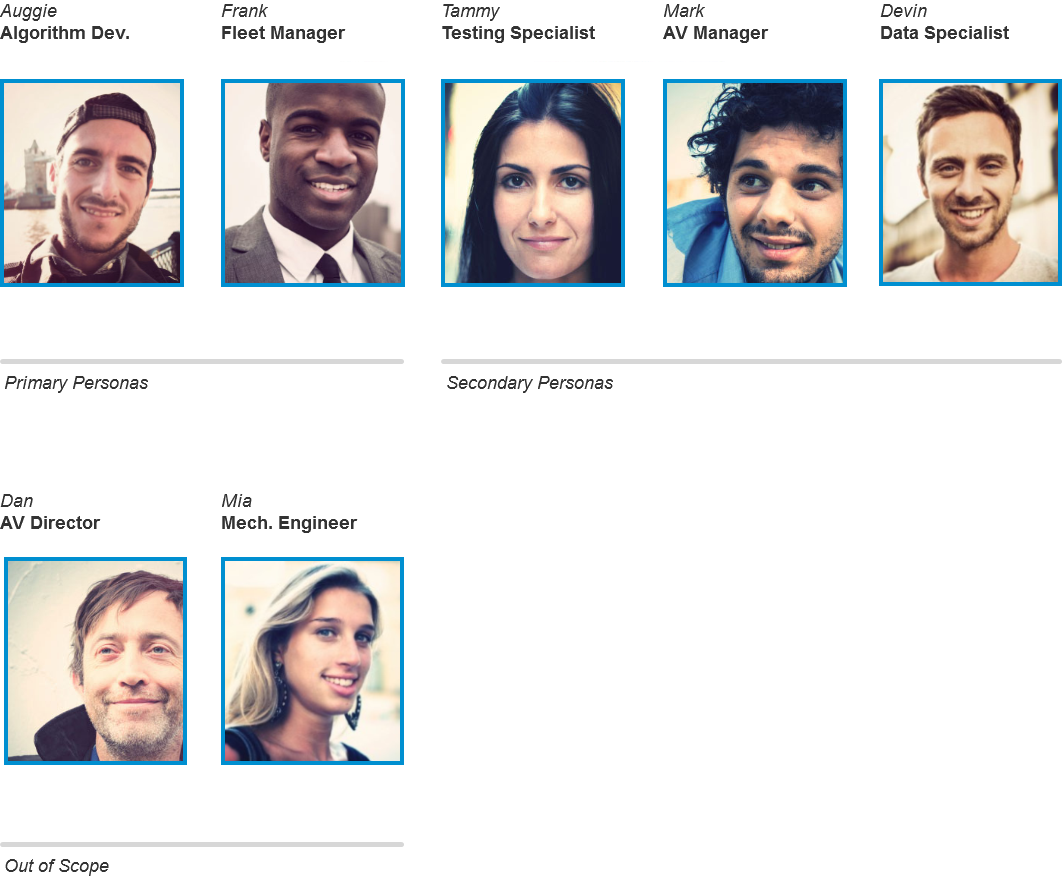 Auggie
Algorithm Dev.
Frank
Fleet Manager
Tammy
Testing Specialist
Mark
AV Manager
Devin
Data Specialist
Primary Personas
Secondary Personas
Dan
AV Director
Mia
Mech. Engineer
Out of Scope